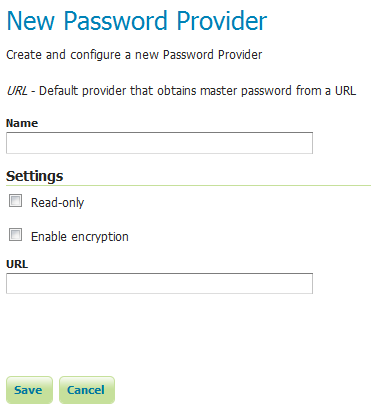 New Password Provider
Create and configure a new Password Provider
URL - Default provider that obtains master password from a URL
Name
Settings
Read-only
Enable encryption
URL
Save Cancel